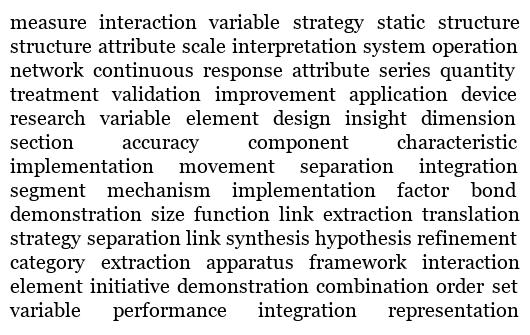 measure interaction variable strategy static structure
structure attribute scale interpretation system operation
network continuous response attribute series quantity
treatment validation improvement application device
research variable element design insight dimension
section accuracy component characteristic
implementation movement separation integration
segment mechanism implementation factor bond
demonstration size function link extraction translation
strategy separation link synthesis hypothesis refinement
category extraction apparatus framework interaction
element initiative demonstration combination order set
variable performance integration representation